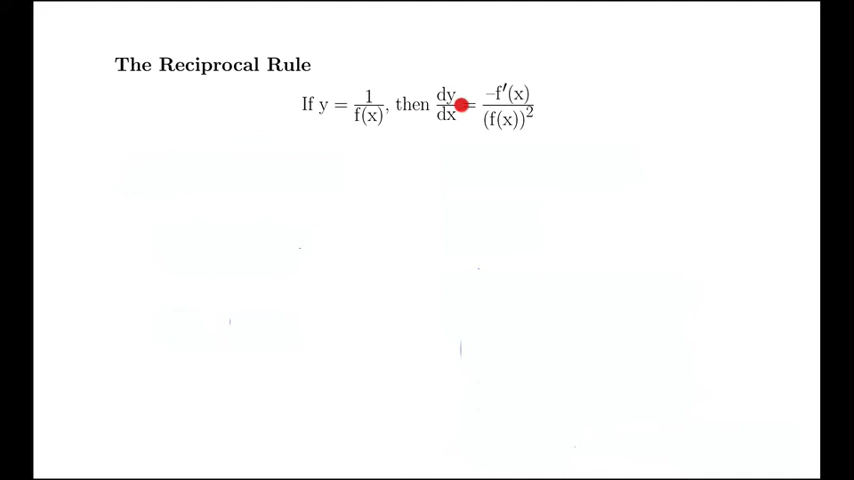 The Reciprocal Rule
If y = 1/f(x), then dy/dx = –f′(x)/(f(x))²